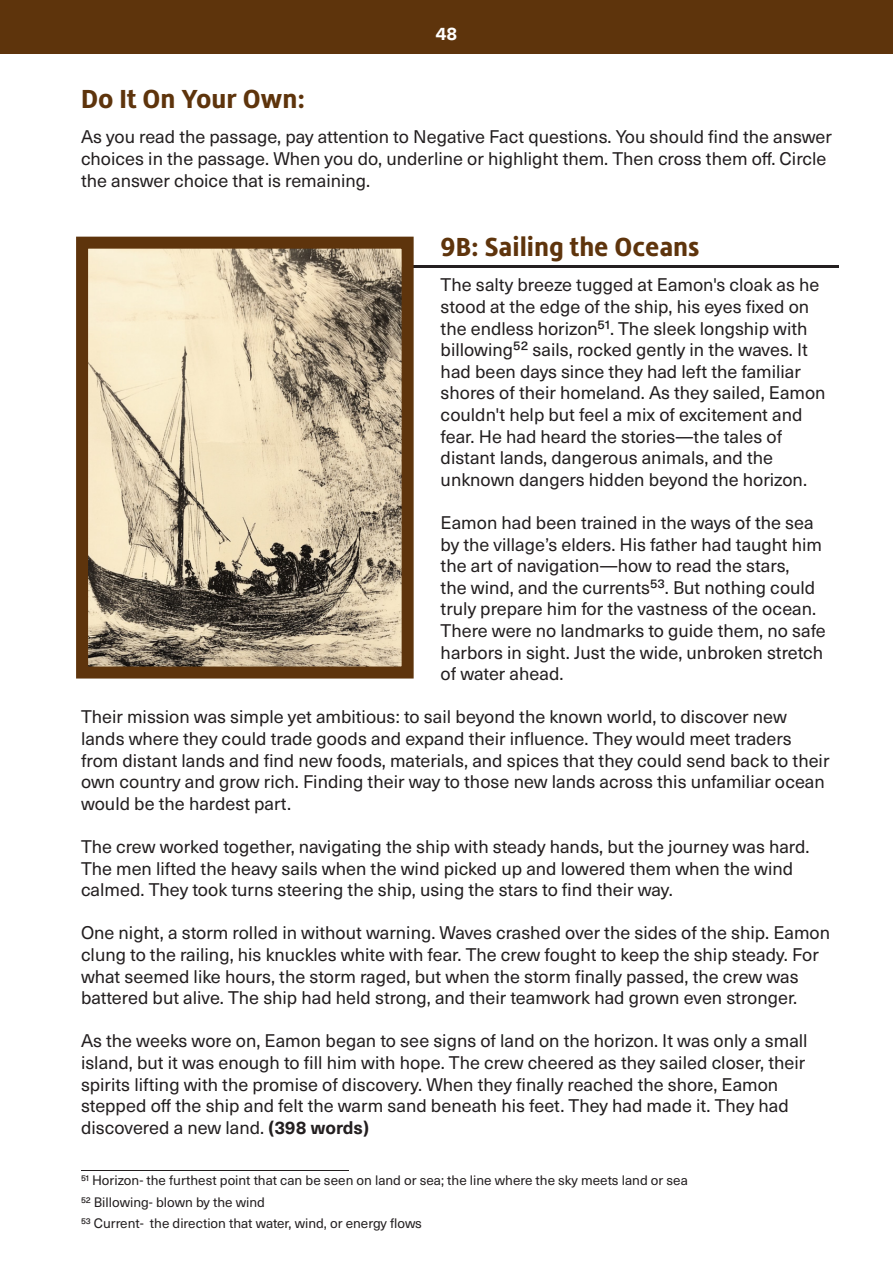 48
Do It On Your Own:
As you read the passage, pay attention to Negative Fact questions. You should find the answer
choices in the passage. When you do, underline or highlight them. Then cross them off. Circle
the answer choice that is remaining.
9B: Sailing the Oceans
The salty breeze tugged at Eamon's cloak as he
stood at the edge of the ship, his eyes fixed on
the endless horizon⁵¹. The sleek longship with
billowing⁵² sails, rocked gently in the waves. It
had been days since they had left the familiar
shores of their homeland. As they sailed, Eamon
couldn't help but feel a mix of excitement and
fear. He had heard the stories—the tales of
distant lands, dangerous animals, and the
unknown dangers hidden beyond the horizon.
Eamon had been trained in the ways of the sea
by the village’s elders. His father had taught him
the art of navigation—how to read the stars,
the wind, and the currents⁵³. But nothing could
truly prepare him for the vastness of the ocean.
There were no landmarks to guide them, no safe
harbors in sight. Just the wide, unbroken stretch
of water ahead.
Their mission was simple yet ambitious: to sail beyond the known world, to discover new
lands where they could trade goods and expand their influence. They would meet traders
from distant lands and find new foods, materials, and spices that they could send back to their
own country and grow rich. Finding their way to those new lands across this unfamiliar ocean
would be the hardest part.
The crew worked together, navigating the ship with steady hands, but the journey was hard.
The men lifted the heavy sails when the wind picked up and lowered them when the wind
calmed. They took turns steering the ship, using the stars to find their way.
One night, a storm rolled in without warning. Waves crashed over the sides of the ship. Eamon
clung to the railing, his knuckles white with fear. The crew fought to keep the ship steady. For
what seemed like hours, the storm raged, but when the storm finally passed, the crew was
battered but alive. The ship had held strong, and their teamwork had grown even stronger.
As the weeks wore on, Eamon began to see signs of land on the horizon. It was only a small
island, but it was enough to fill him with hope. The crew cheered as they sailed closer, their
spirits lifting with the promise of discovery. When they finally reached the shore, Eamon
stepped off the ship and felt the warm sand beneath his feet. They had made it. They had
discovered a new land. (398 words)
⁵¹ Horizon- the furthest point that can be seen on land or sea; the line where the sky meets land or sea
⁵² Billowing- blown by the wind
⁵³ Current- the direction that water, wind, or energy flows